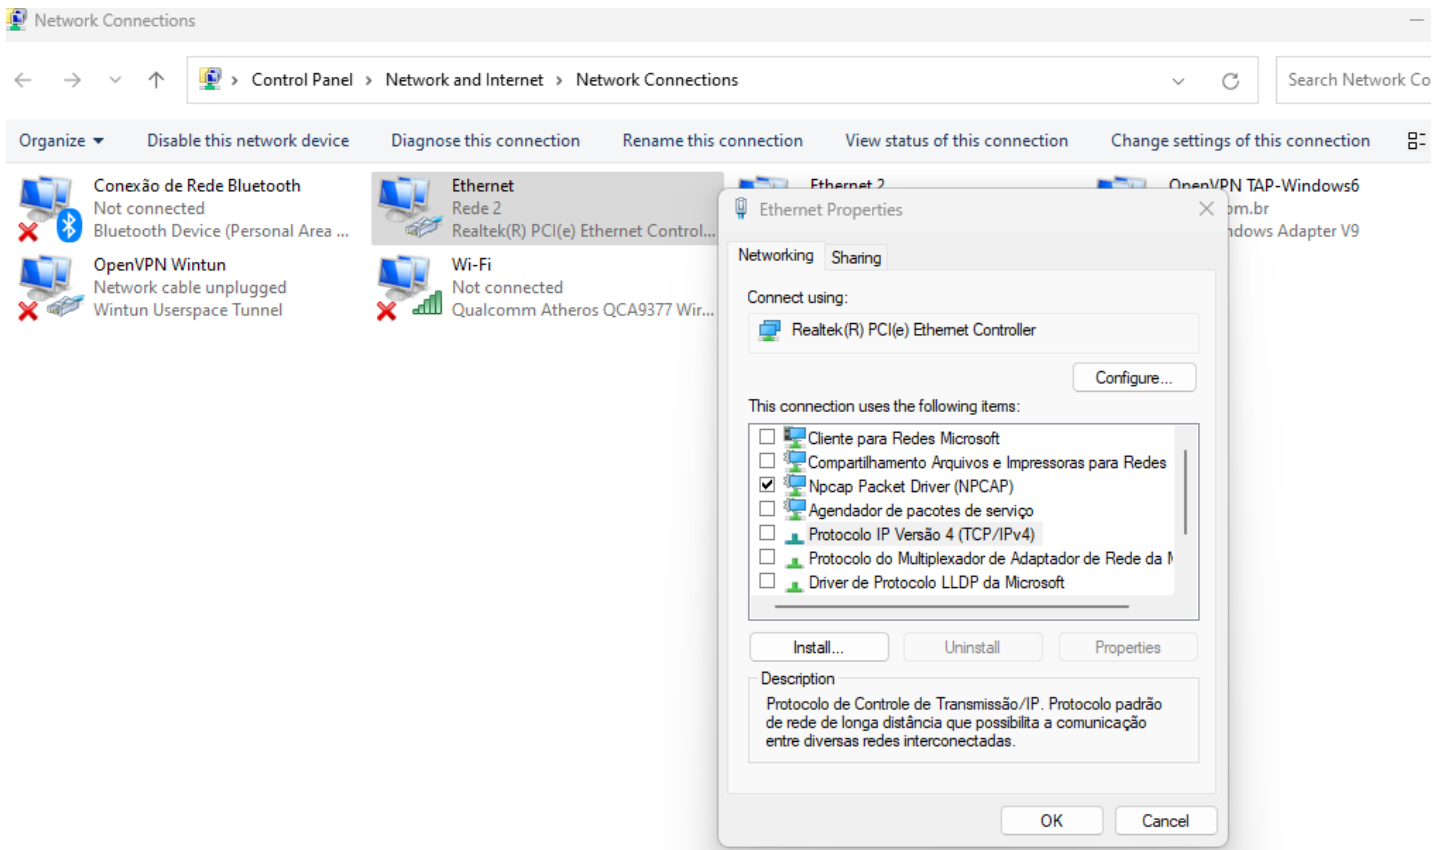 Network Connections
Control Panel > Network and Internet > Network Connections
Search Network Co
Organize Disable this network device Diagnose this connection Rename this connection View status of this connection Change settings of this connection
Conexão de Rede Bluetooth
Not connected
Bluetooth Device (Personal Area ...
Ethernet
Rede 2
Realtek(R) PCI(e) Ethernet Control...
Ethernet 2
OpenVPN TAP-Windows6
om.br
ndows Adapter V9
OpenVPN Wintun
Network cable unplugged
Wintun Userspace Tunnel
Wi-Fi
Not connected
Qualcomm Atheros QCA9377 Wir...
Ethernet Properties
Networking
Sharing
Connect using:
Realtek(R) PCI(e) Ethernet Controller
Configure...
This connection uses the following items:
Cliente para Redes Microsoft
Compartilhamento Arquivos e Impressoras para Redes
Npcap Packet Driver (NPCAP)
Agendador de pacotes de serviço
Protocolo IP Versão 4 (TCP/IPv4)
Protocolo do Multiplexador de Adaptador de Rede da
Driver de Protocolo LLDP da Microsoft
Install... Uninstall Properties
Description
Protocolo de Controle de Transmissão/IP. Protocolo padrão
de rede de longa distância que possibilita a comunicação
entre diversas redes interconectadas.
OK Cancel